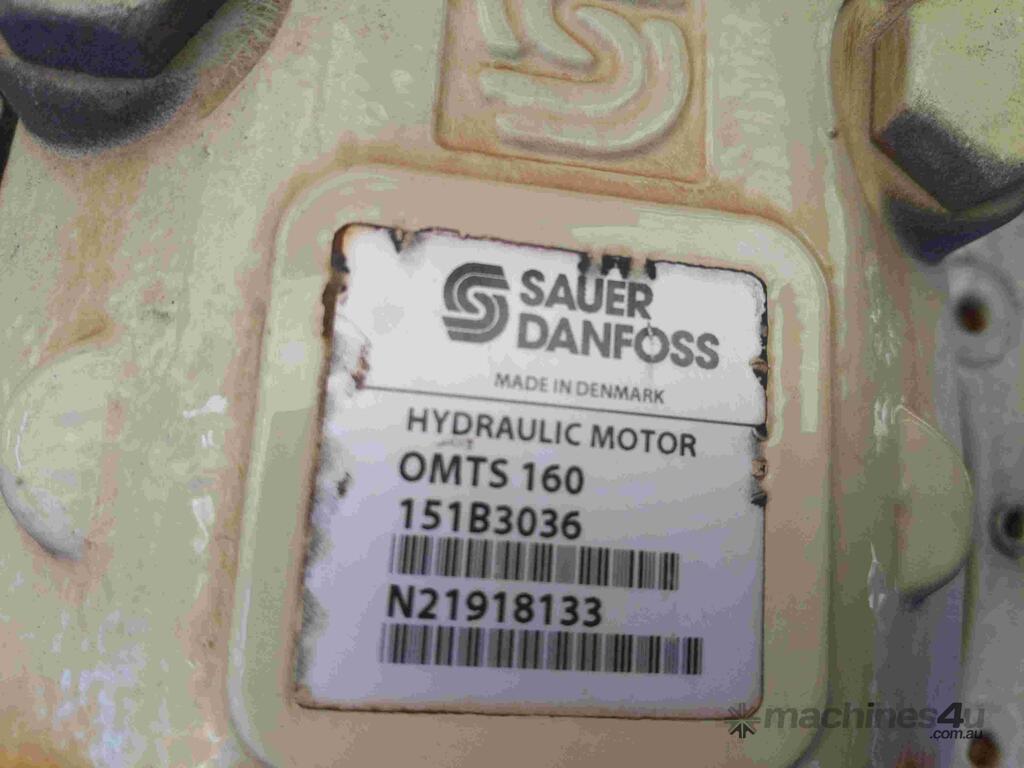 SAUER
DANFOSS
MADE IN DENMARK
HYDRAULIC MOTOR
OMTS 160
151B3036
N21918133
machines4u
.com.au